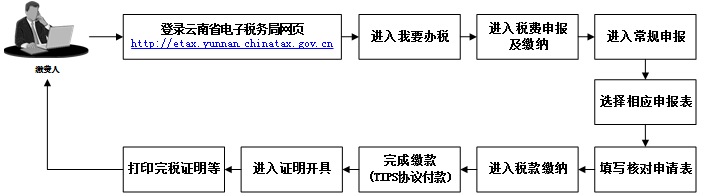 缴费人
登录云南省电子税务局网页
http://etax.yunnan.chinatax.gov.cn
进入我要办税
进入税费申报
及缴纳
进入常规申报
选择相应申报表
填写核对申请表
进入税款缴纳
完成缴款
(TIPS协议付款)
进入证明开具
打印完税证明等